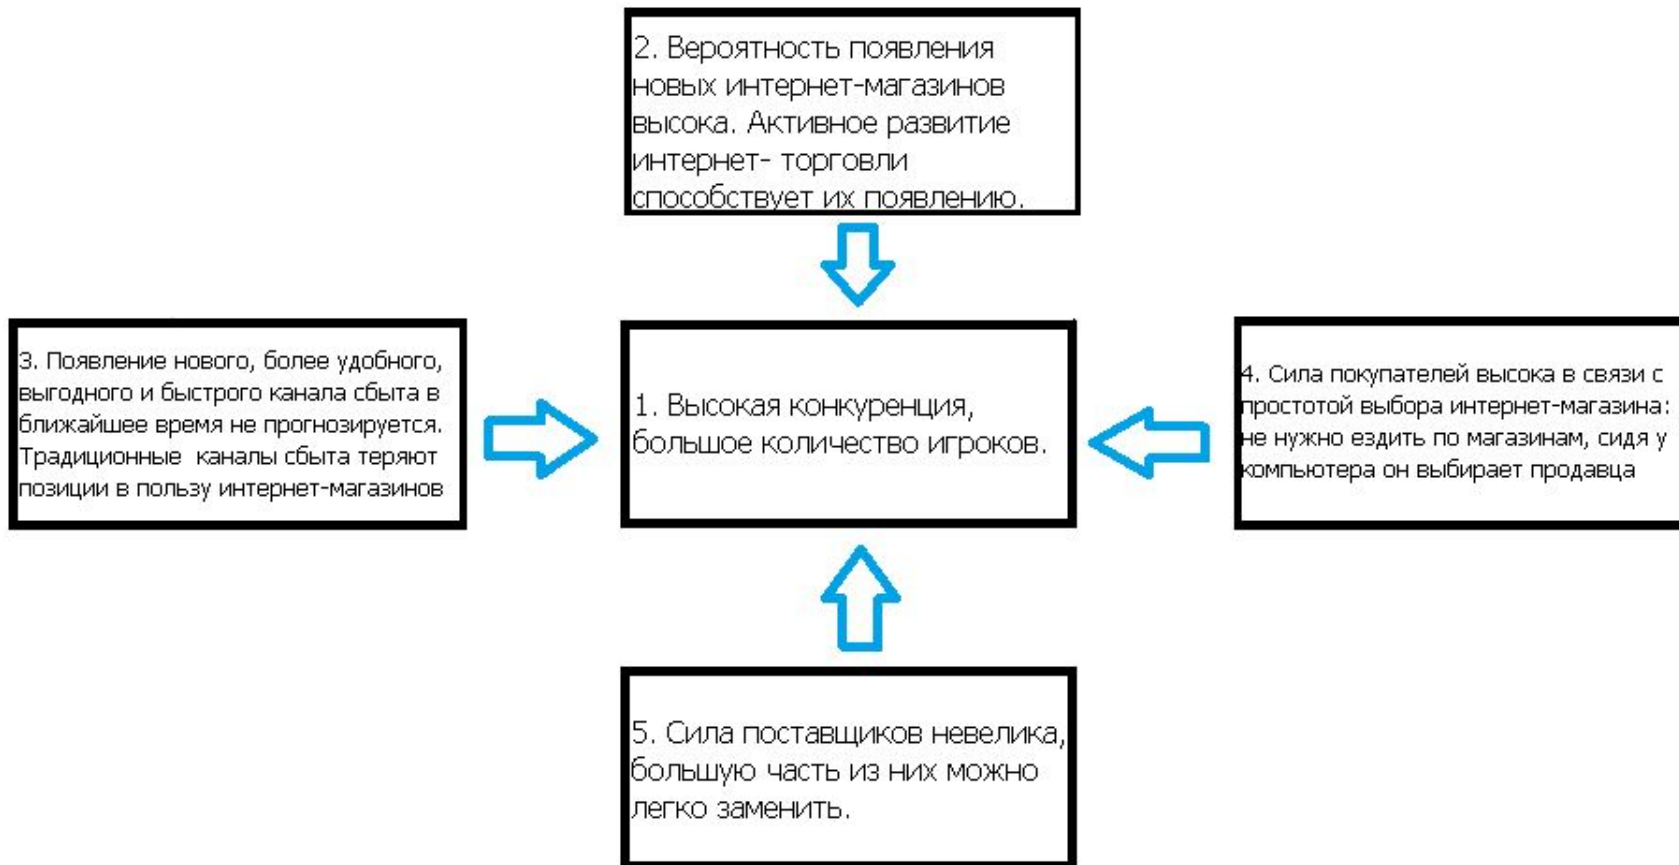 2. Вероятность появления
новых интернет-магазинов
высока. Активное развитие
интернет- торговли
способствует их появлению.
3. Появление нового, более удобного,
выгодного и быстрого канала сбыта в
ближайшее время не прогнозируется.
Традиционные каналы сбыта теряют
позиции в пользу интернет-магазинов
1. Высокая конкуренция,
большое количество игроков.
4. Сила покупателей высока в связи с
простотой выбора интернет-магазина:
не нужно ездить по магазинам, сидя у
компьютера он выбирает продавца
5. Сила поставщиков невелика,
большую часть из них можно
легко заменить.